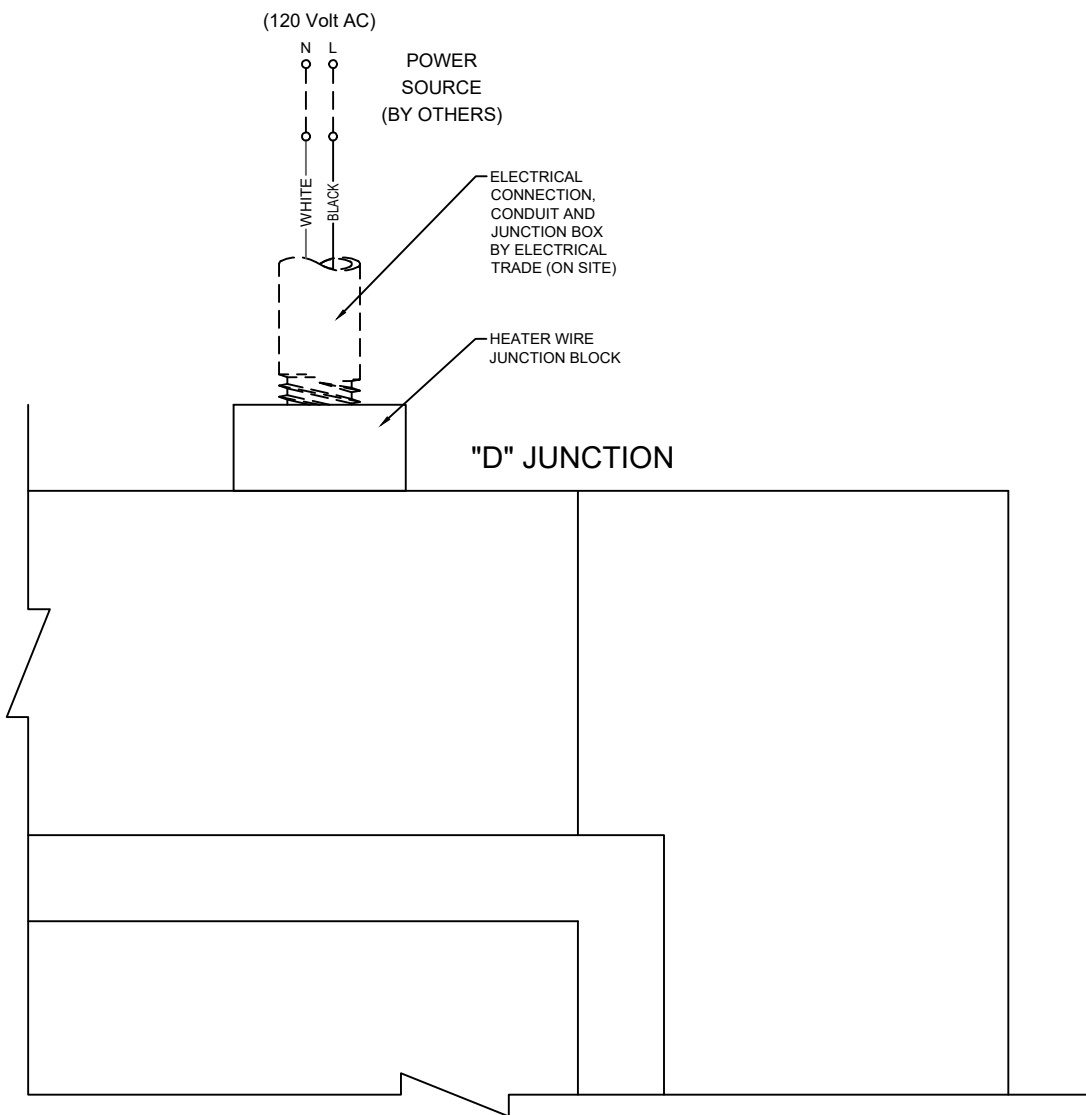 (120 Volt AC)
N L
POWER
SOURCE
(BY OTHERS)
WHITE
BLACK
ELECTRICAL
CONNECTION,
CONDUIT AND
JUNCTION BOX
BY ELECTRICAL
TRADE (ON SITE)
HEATER WIRE
JUNCTION BLOCK
"D" JUNCTION